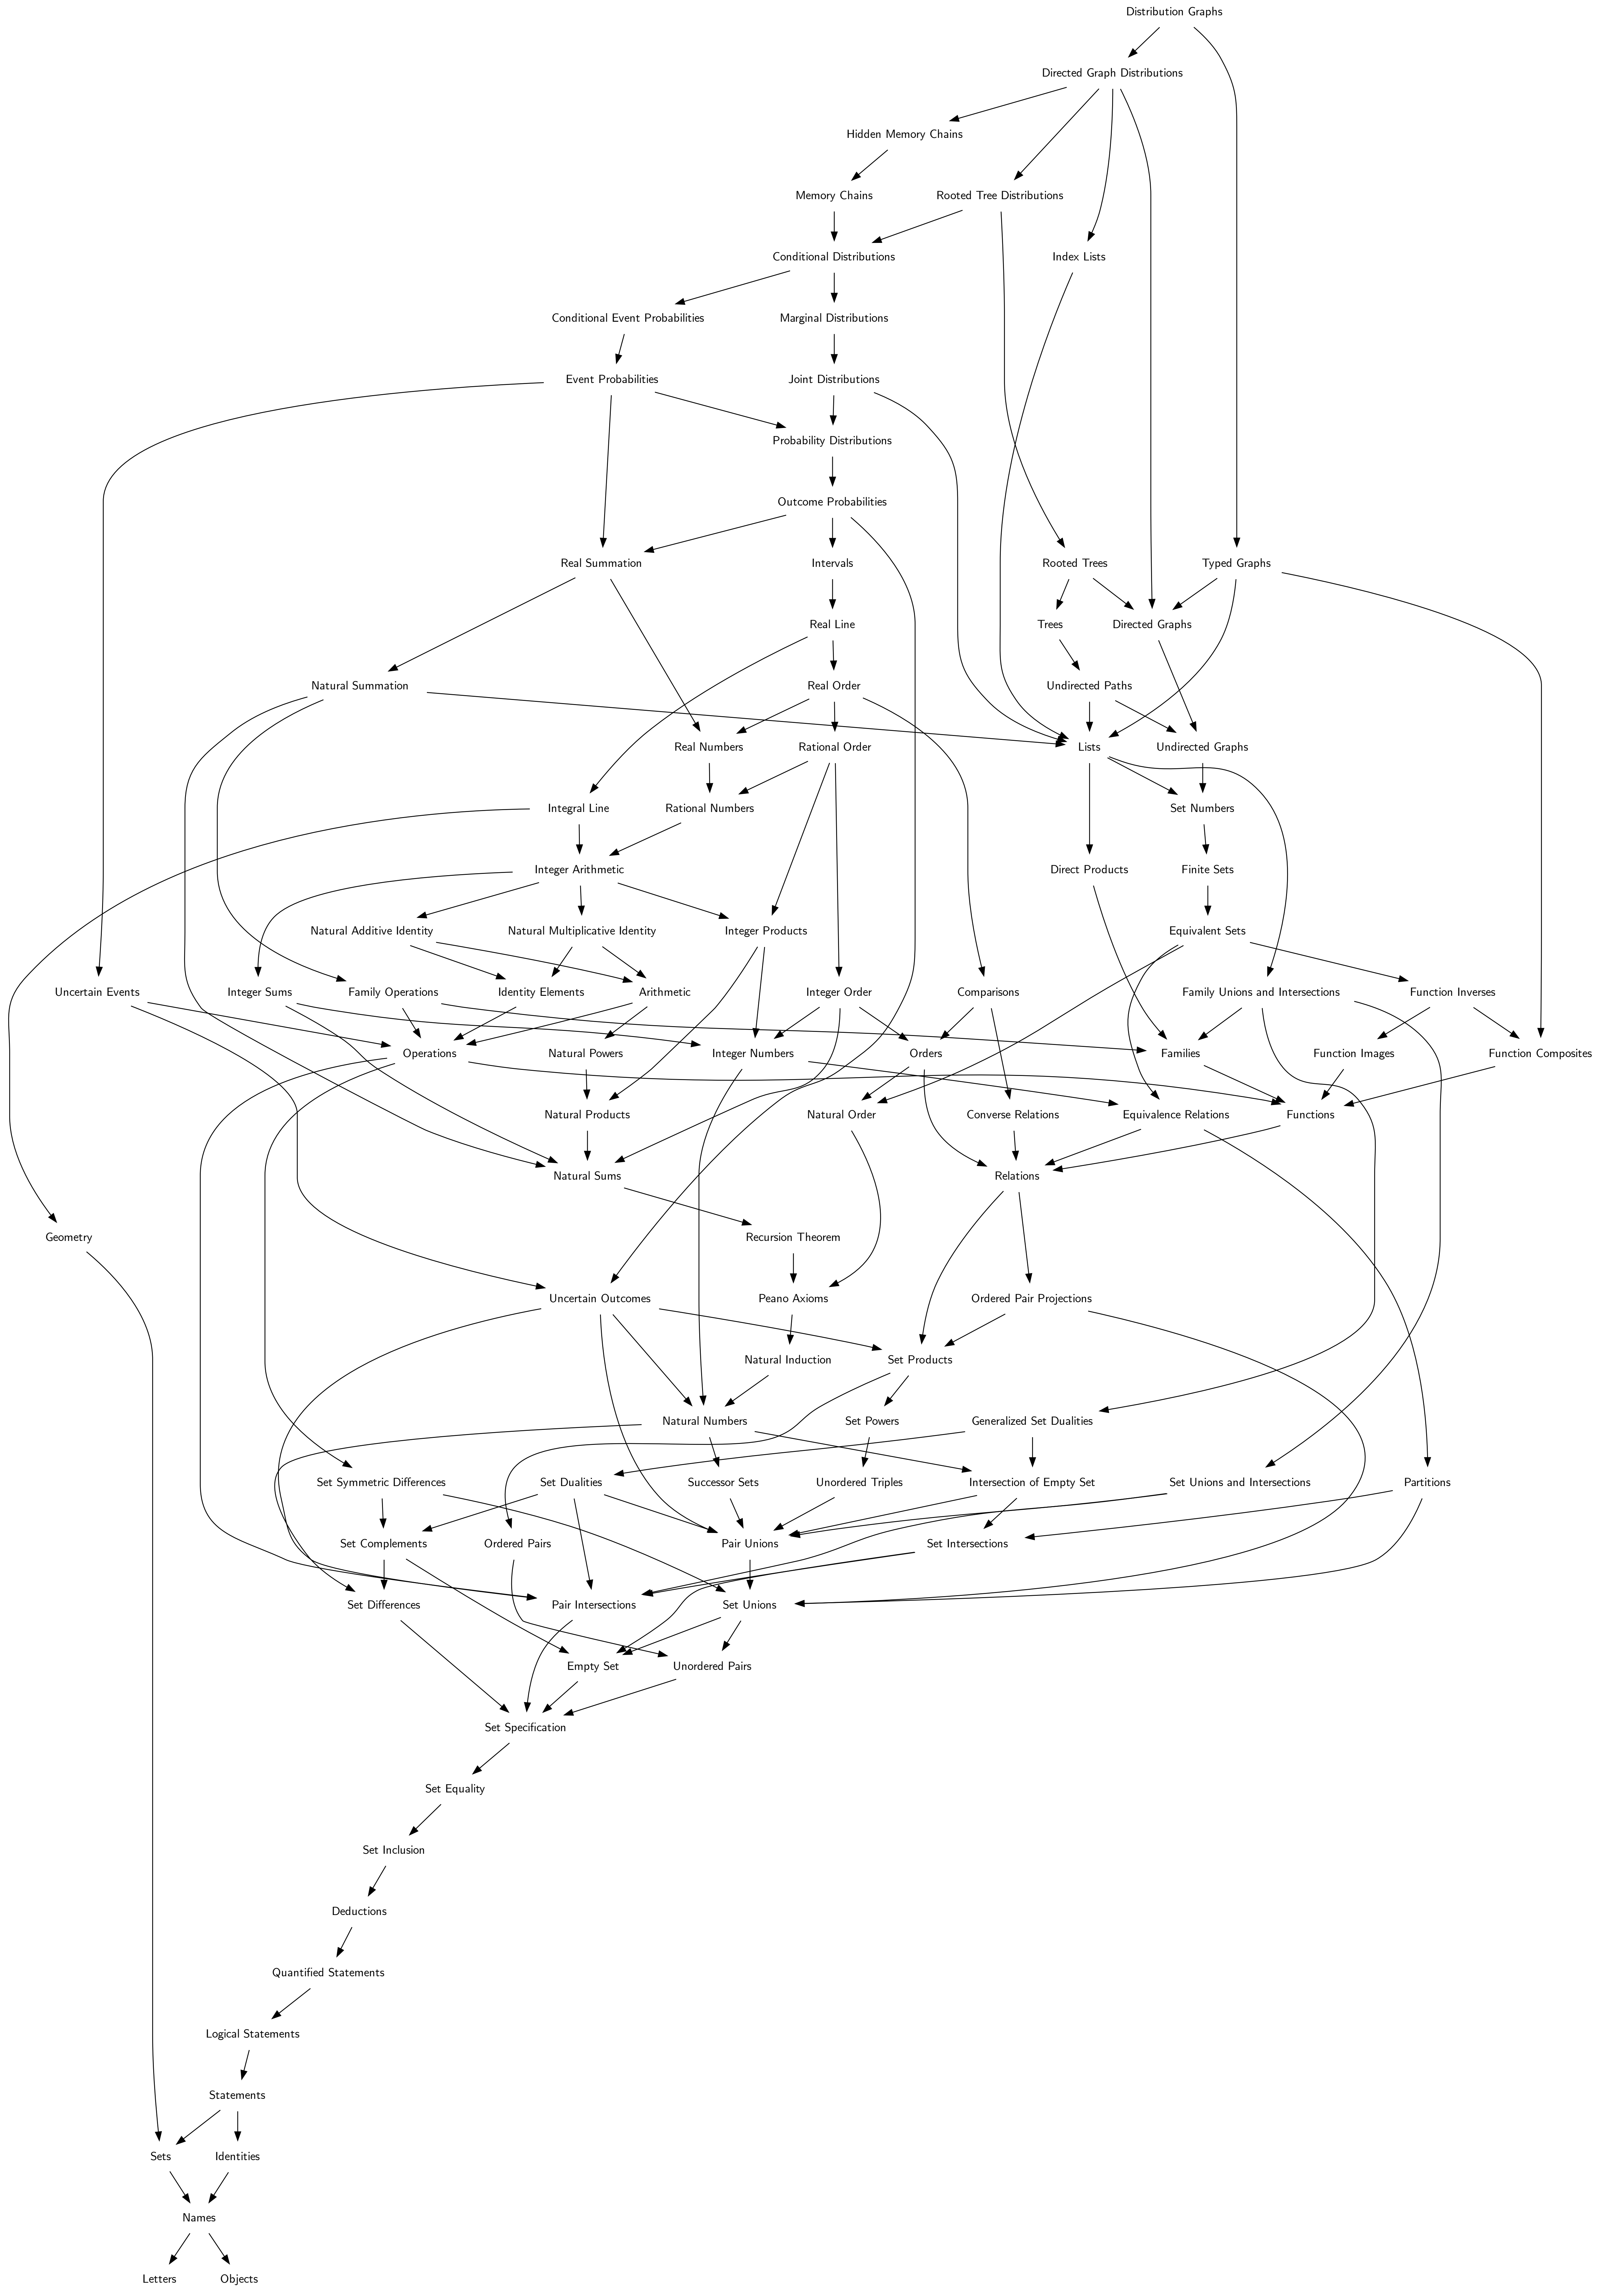 Distribution Graphs
Directed Graph Distributions
Hidden Memory Chains
Memory Chains
Rooted Tree Distributions
Conditional Distributions
Index Lists
Conditional Event Probabilities
Marginal Distributions
Event Probabilities
Joint Distributions
Probability Distributions
Outcome Probabilities
Real Summation
Intervals
Rooted Trees
Typed Graphs
Real Line
Trees
Directed Graphs
Natural Summation
Real Order
Undirected Paths
Real Numbers
Rational Order
Lists
Undirected Graphs
Integral Line
Rational Numbers
Set Numbers
Integer Arithmetic
Direct Products
Finite Sets
Natural Additive Identity
Natural Multiplicative Identity
Integer Products
Equivalent Sets
Uncertain Events
Integer Sums
Family Operations
Identity Elements
Arithmetic
Integer Order
Comparisons
Family Unions and Intersections
Function Inverses
Operations
Natural Powers
Integer Numbers
Orders
Families
Function Images
Function Composites
Natural Products
Natural Order
Converse Relations
Equivalence Relations
Functions
Natural Sums
Relations
Geometry
Recursion Theorem
Uncertain Outcomes
Peano Axioms
Ordered Pair Projections
Natural Induction
Set Products
Natural Numbers
Set Powers
Generalized Set Dualities
Set Symmetric Differences
Set Dualities
Successor Sets
Unordered Triples
Intersection of Empty Set
Set Unions and Intersections
Partitions
Set Complements
Ordered Pairs
Pair Unions
Set Intersections
Set Differences
Pair Intersections
Set Unions
Empty Set
Unordered Pairs
Set Specification
Set Equality
Set Inclusion
Deductions
Quantified Statements
Logical Statements
Statements
Sets
Identities
Names
Letters
Objects